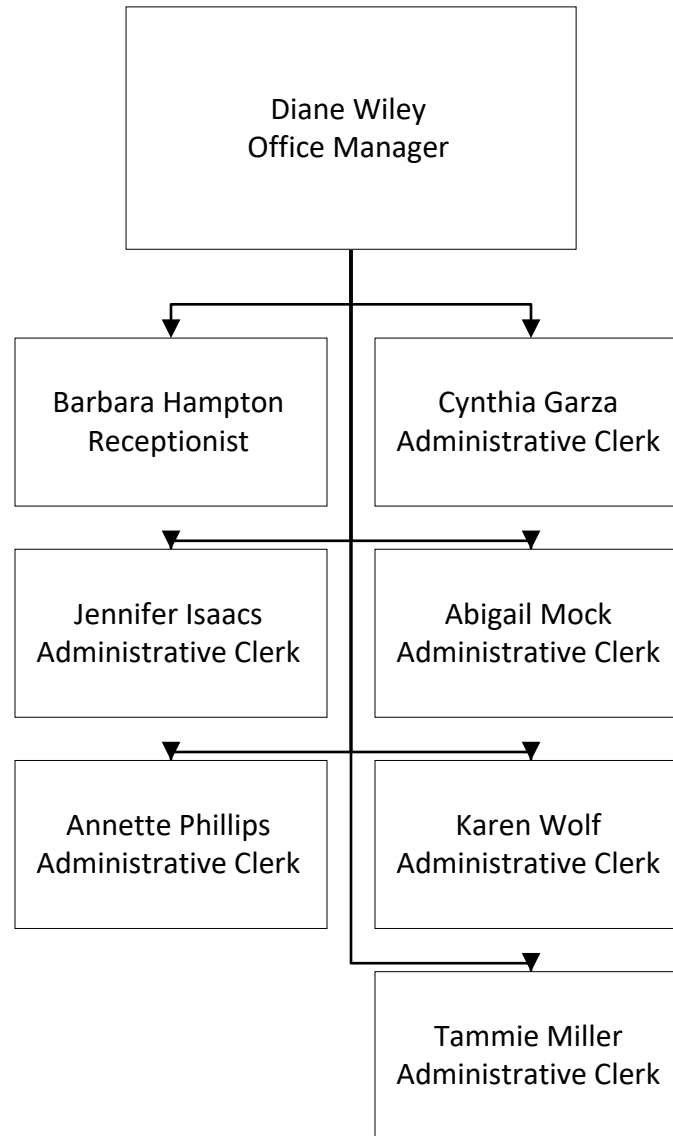 Diane Wiley
Office Manager
Barbara Hampton
Receptionist
Cynthia Garza
Administrative Clerk
Jennifer Isaacs
Administrative Clerk
Abigail Mock
Administrative Clerk
Annette Phillips
Administrative Clerk
Karen Wolf
Administrative Clerk
Tammie Miller
Administrative Clerk